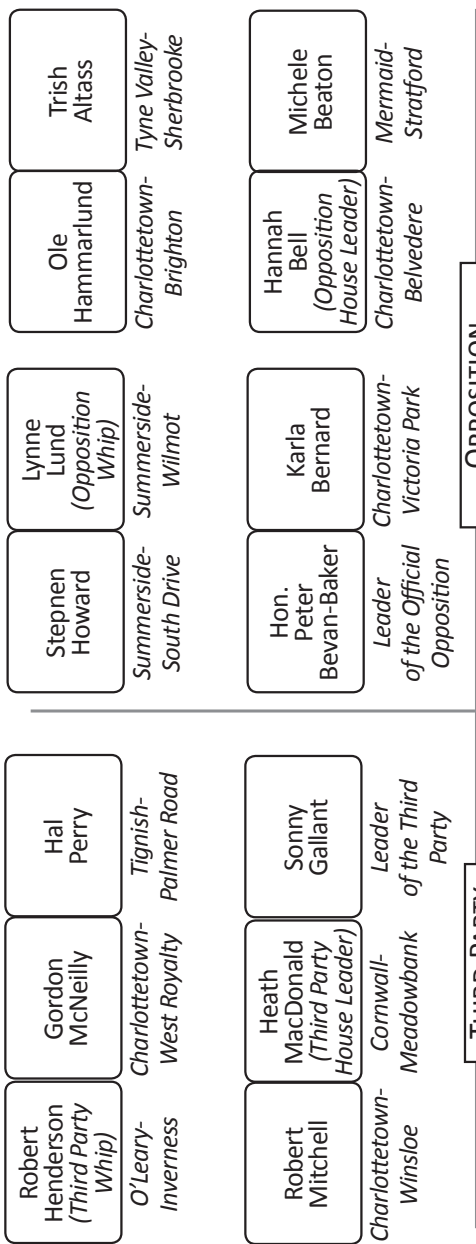 Robert
Henderson
(Third Party
Whip)
O'Leary-
Inverness
Gordon
McNeilly
Charlottetown-
West Royalty
Hal
Perry
Tignish-
Palmer Road
Stepnen
Howard
Summerside-
South Drive
Lynne
Lund
(Opposition
Whip)
Summerside-
Wilmot
Ole
Hammarlund
Charlottetown-
Brighton
Trish
Altass
Tyne Valley-
Sherbrooke
Robert
Mitchell
Charlottetown-
Winsloe
Heath
MacDonald
(Third Party
House Leader)
Cornwall-
Meadowbank
Sonny
Gallant
Leader
of the Third
Party
Hon.
Peter
Bevan-Baker
Leader
of the Official
Opposition
Karla
Bernard
Charlottetown-
Victoria Park
Hannah
Bell
(Opposition
House Leader)
Charlottetown-
Belvedere
Michele
Beaton
Mermaid-
Stratford
THIRD PARTY
OPPOSITION